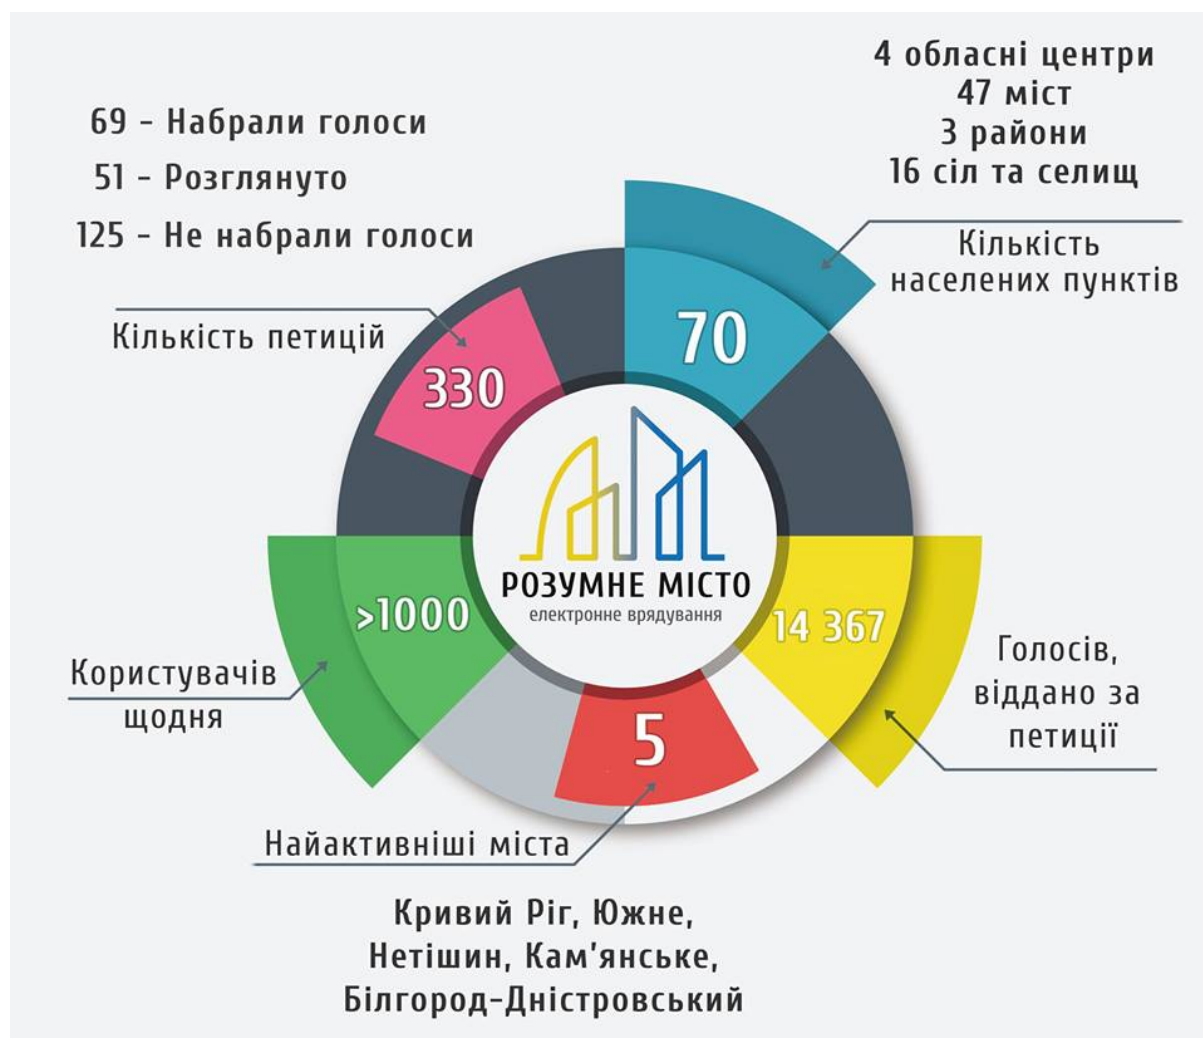 69 - Набрали голоси
51 - Розглянуто
125 - Не набрали голоси
Кількість петицій
330
4 обласні центри
47 міст
3 райони
16 сіл та селищ
Кількість
населених пунктів
70
РОЗУМНЕ МІСТО
електронне врядування
>1000
Користувачів
щодня
14 367
Голосів,
віддано за
петиції
5
Найактивніші міста
Кривий Ріг, Южне,
Нетішин, Кам'янське,
Білгород-Дністровський